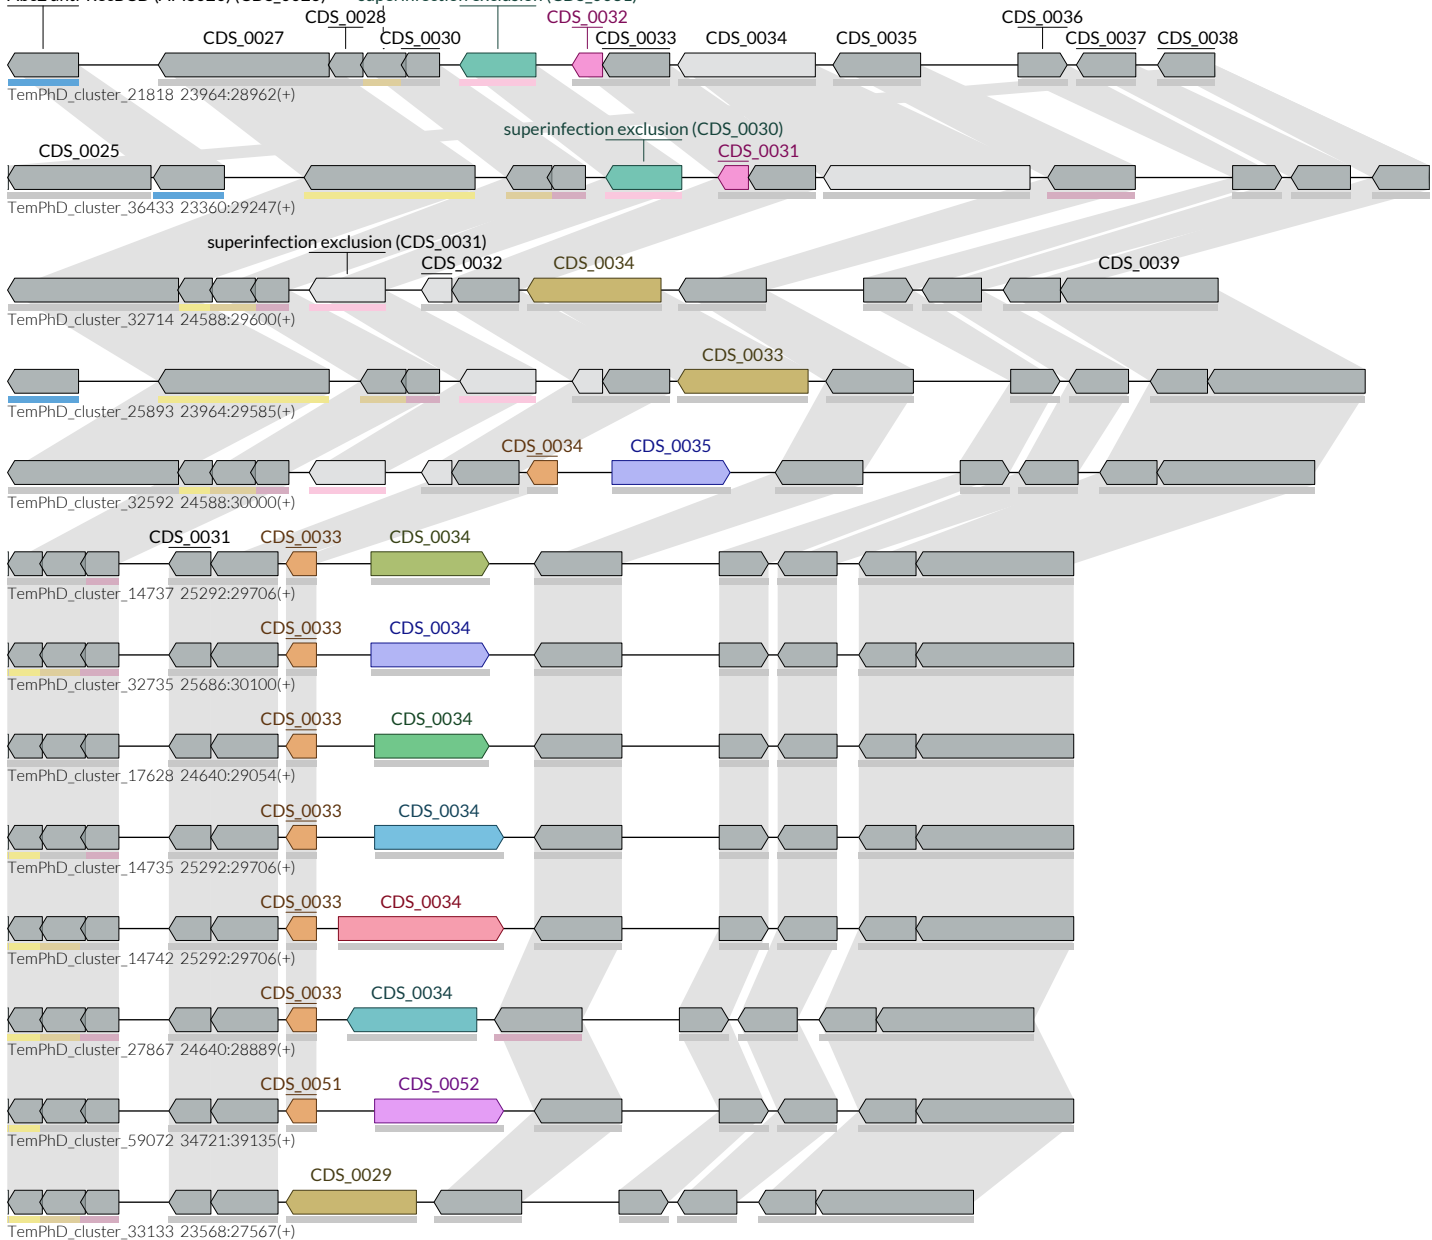 CDS_0028 CDS_0032 CDS_0036
CDS_0027 CDS_0030 CDS_0033 CDS_0034 CDS_0035 CDS_0037 CDS_0038
TemPhD_cluster_21818 23964:28962(+)
superinfection exclusion (CDS_0030)
CDS_0025 CDS_0031
TemPhD_cluster_36433 23360:29247(+)
superinfection exclusion (CDS_0031)
CDS_0032 CDS_0034 CDS_0039
TemPhD_cluster_32714 24588:29600(+)
CDS_0033
TemPhD_cluster_25893 23964:29585(+)
CDS_0034 CDS_0035
TemPhD_cluster_32592 24588:30000(+)
CDS_0031 CDS_0033 CDS_0034
TemPhD_cluster_14737 25292:29706(+)
CDS_0033 CDS_0034
TemPhD_cluster_32735 25686:30100(+)
CDS_0033 CDS_0034
TemPhD_cluster_17628 24640:29054(+)
CDS_0033 CDS_0034
TemPhD_cluster_14735 25292:29706(+)
CDS_0033 CDS_0034
TemPhD_cluster_14742 25292:29706(+)
CDS_0033 CDS_0034
TemPhD_cluster_27867 24640:28889(+)
CDS_0051 CDS_0052
TemPhD_cluster_59072 34721:39135(+)
CDS_0029
TemPhD_cluster_33133 23568:27567(+)